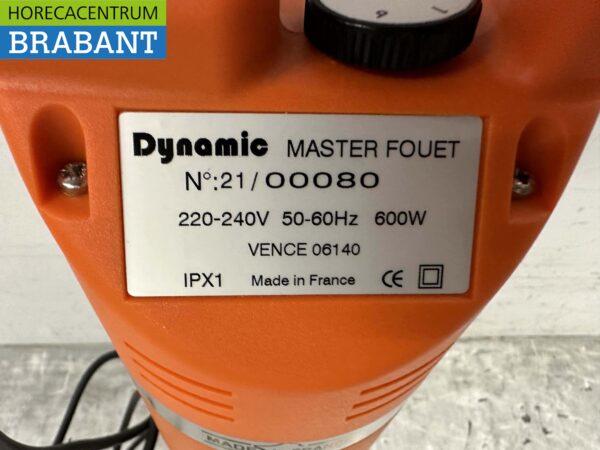 HORECACENTRUM
BRABANT
Dynamic MASTER FOUET
N°:21/00080
220-240V 50-60Hz 600W
VENCE 06140
IPX1 Made in France CE